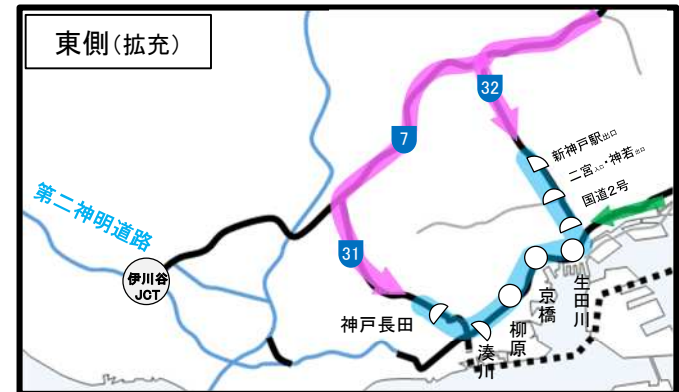 東側(拡充)
32
7
新神戸駅出口
二宮入口・神若出口
国道2号
第二神明道路
31
伊川谷
JCT
神戸長田
湊川
柳原
京橋
生田川